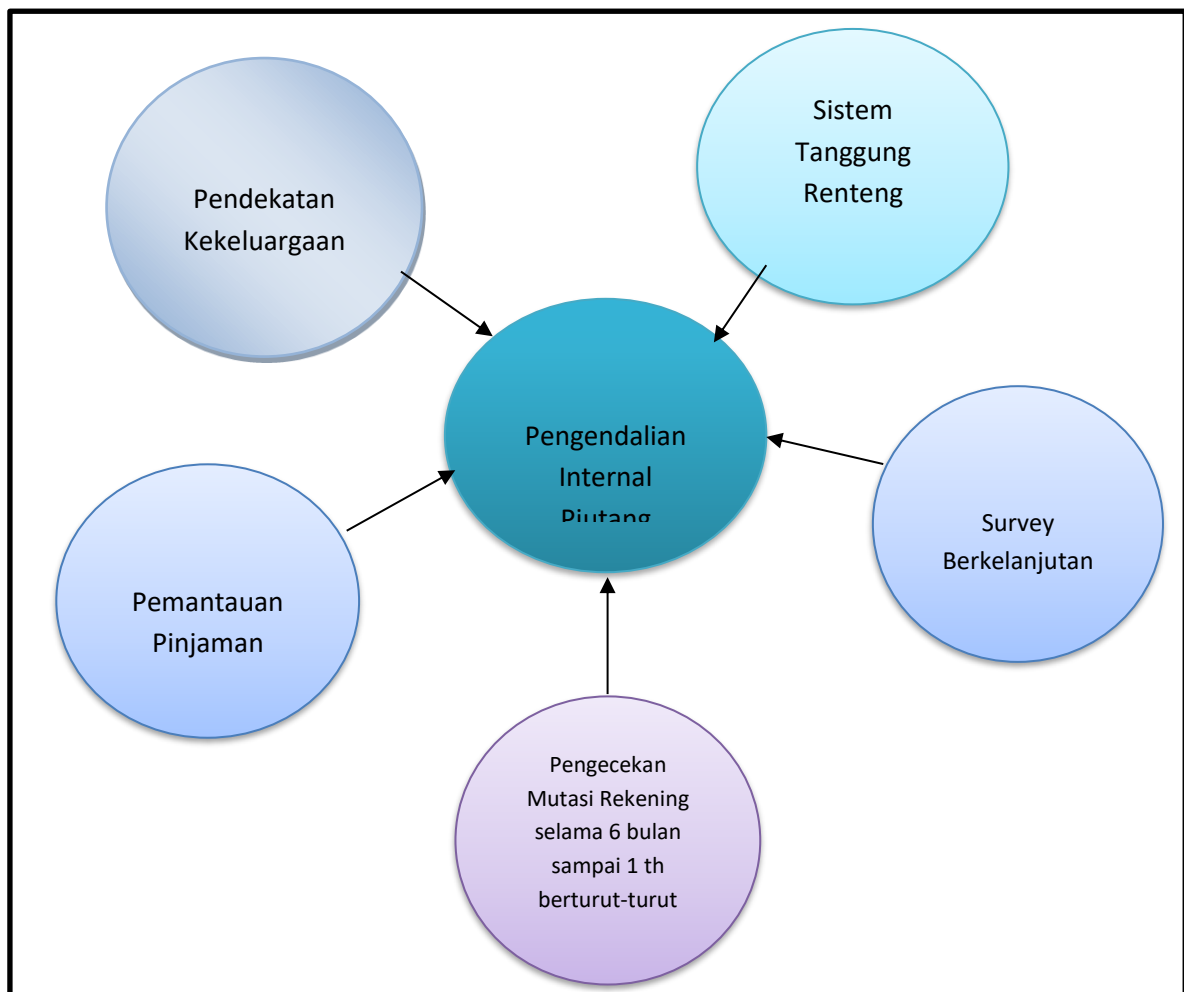 Pendekatan
Kekeluargaan
Sistem
Tanggung
Renteng
Pengendalian
Internal
Piutang
Survey
Berkelanjutan
Pemantauan
Pinjaman
Pengecekan
Mutasi Rekening
selama 6 bulan
sampai 1 th
berturut-turut